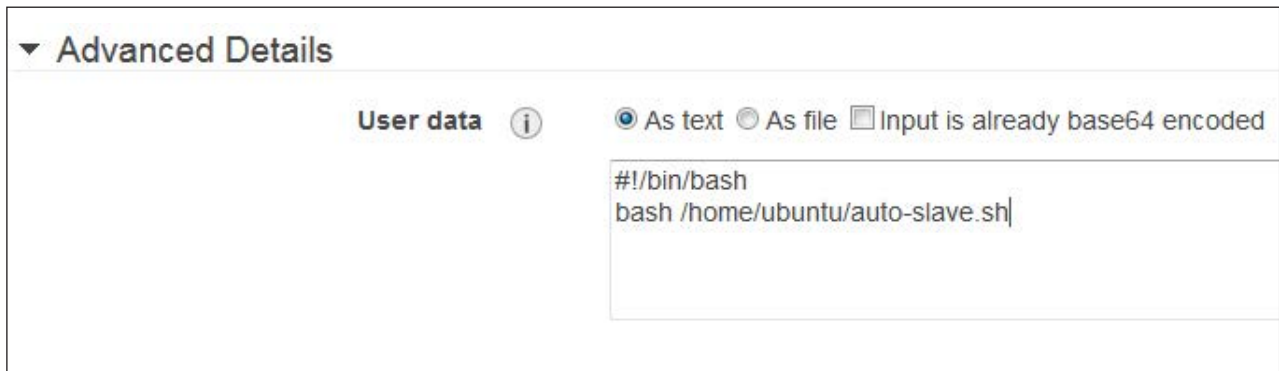 Advanced Details
User data i As text As file Input is already base64 encoded
#!/bin/bash
bash /home/ubuntu/auto-slave.sh